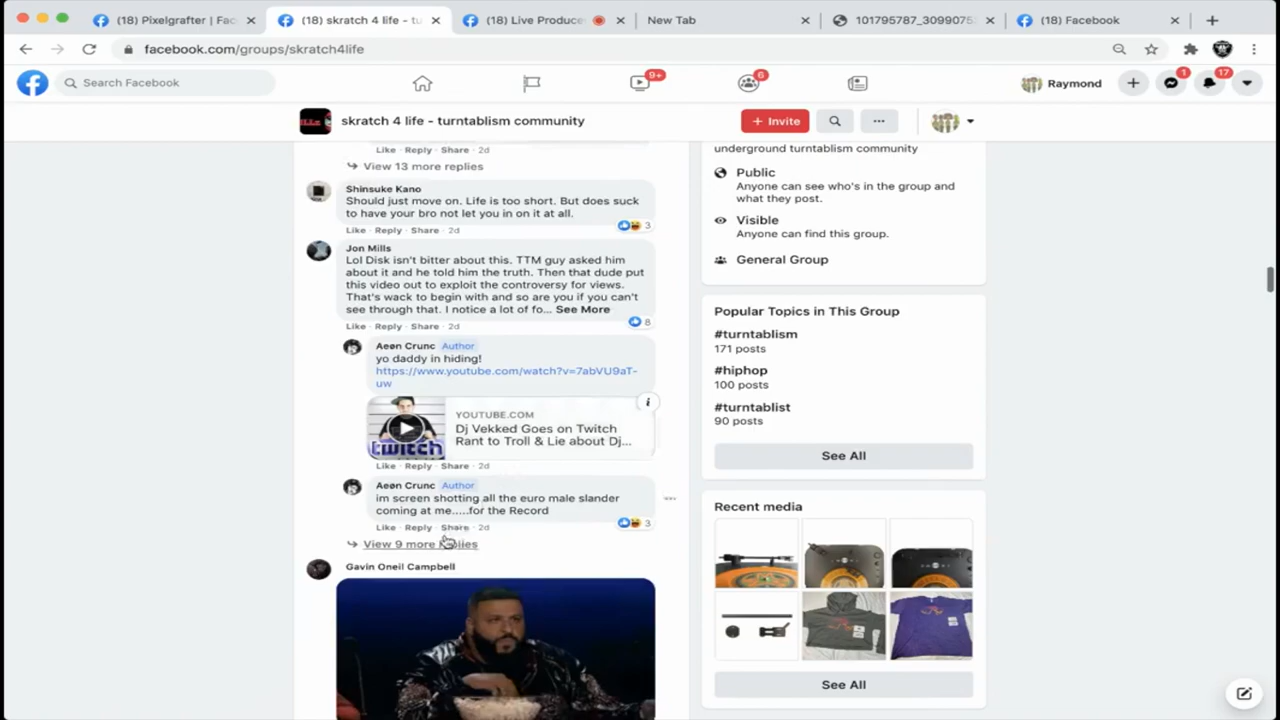 (18) Pixelgrafter | Fac
(18) skratch 4 life - tu
(18) Live Produce
New Tab
101795787_3099075
(18) Facebook
facebook.com/groups/skratch4life
Search Facebook
9+
6
Raymond
1
17
skratch 4 life - turntablism community
+ Invite
Like · Reply · Share · 2d
View 13 more replies
Shinsuke Kano
Should just move on. Life is too short. But does suck
to have your bro not let you in on it at all.
3
Like · Reply · Share · 2d
Jon Mills
Lol Disk isn't bitter about this. TTM guy asked him
about it and he told him the truth. Then that dude put
this video out to exploit the controversy for views.
That's wack to begin with and so are you if you can't
see through that. I notice a lot of fo... See More
8
Like · Reply · Share · 2d
Aeøn Crunc Author
yo daddy in hiding!
https://www.youtube.com/watch?v=7abVU9aT-
uw
twitch
YOUTUBE.COM
Dj Vekked Goes on Twitch
Rant to Troll & Lie about Dj...
Like · Reply · Share · 2d
Aeøn Crunc Author
im screen shotting all the euro male slander
coming at me.....for the Record
3
Like · Reply · Share · 2d
View 9 more replies
Gavin Oneil Campbell
underground turntablism community
Public
Anyone can see who's in the group and
what they post.
Visible
Anyone can find this group.
General Group
Popular Topics in This Group
#turntablism
171 posts
#hiphop
100 posts
#turntablist
90 posts
See All
Recent media
See All